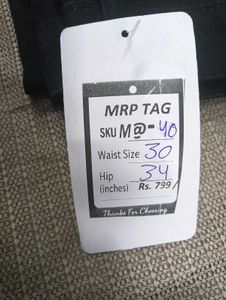 MRP TAG
SKU M@-40
Waist Size 30
Hip 34
(inches) Rs. 799/
Thanks For Choosing